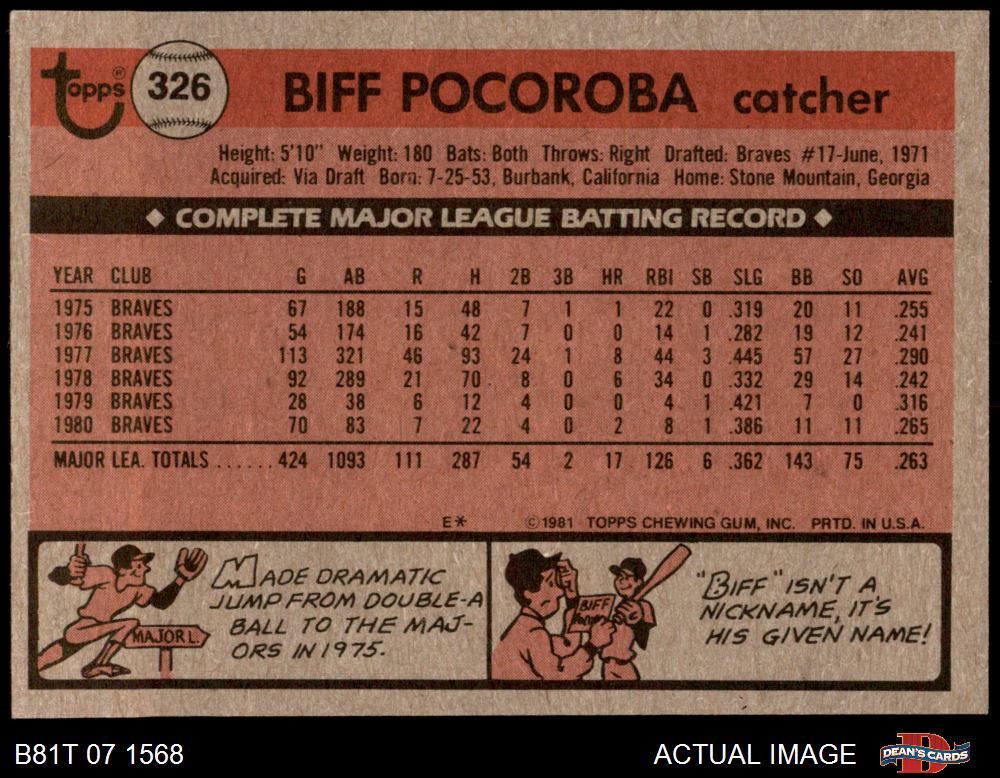 topps®
326
BIFF POCOROBA catcher
Height: 5'10" Weight: 180 Bats: Both Throws: Right Drafted: Braves #17-June, 1971
Acquired: Via Draft Born: 7-25-53, Burbank, California Home: Stone Mountain, Georgia
◆ COMPLETE MAJOR LEAGUE BATTING RECORD ◆
YEAR CLUB G AB R H 2B 3B HR RBI SB SLG BB SO AVG
1975 BRAVES 67 188 15 48 7 1 1 22 0 .319 20 11 .255
1976 BRAVES 54 174 16 42 7 0 0 14 1 .282 19 12 .241
1977 BRAVES 113 321 46 93 24 1 8 44 3 .445 57 27 .290
1978 BRAVES 92 289 21 70 8 0 6 34 0 .332 29 14 .242
1979 BRAVES 28 38 6 12 4 0 0 4 1 .421 7 0 .316
1980 BRAVES 70 83 7 22 4 0 2 8 1 .386 11 11 .265
MAJOR LEA. TOTALS ...... 424 1093 111 287 54 2 17 126 6 .362 143 75 .263
E* ©1981 TOPPS CHEWING GUM, INC. PRTD. IN U.S.A.
MADE DRAMATIC
JUMP FROM DOUBLE-A
BALL TO THE MAJ-
ORS IN 1975.
MAJOR L.
BIFF
"BIFF" ISN'T A
NICKNAME, IT'S
HIS GIVEN NAME!
B81T 07 1568
ACTUAL IMAGE
DEAN'S CARDS